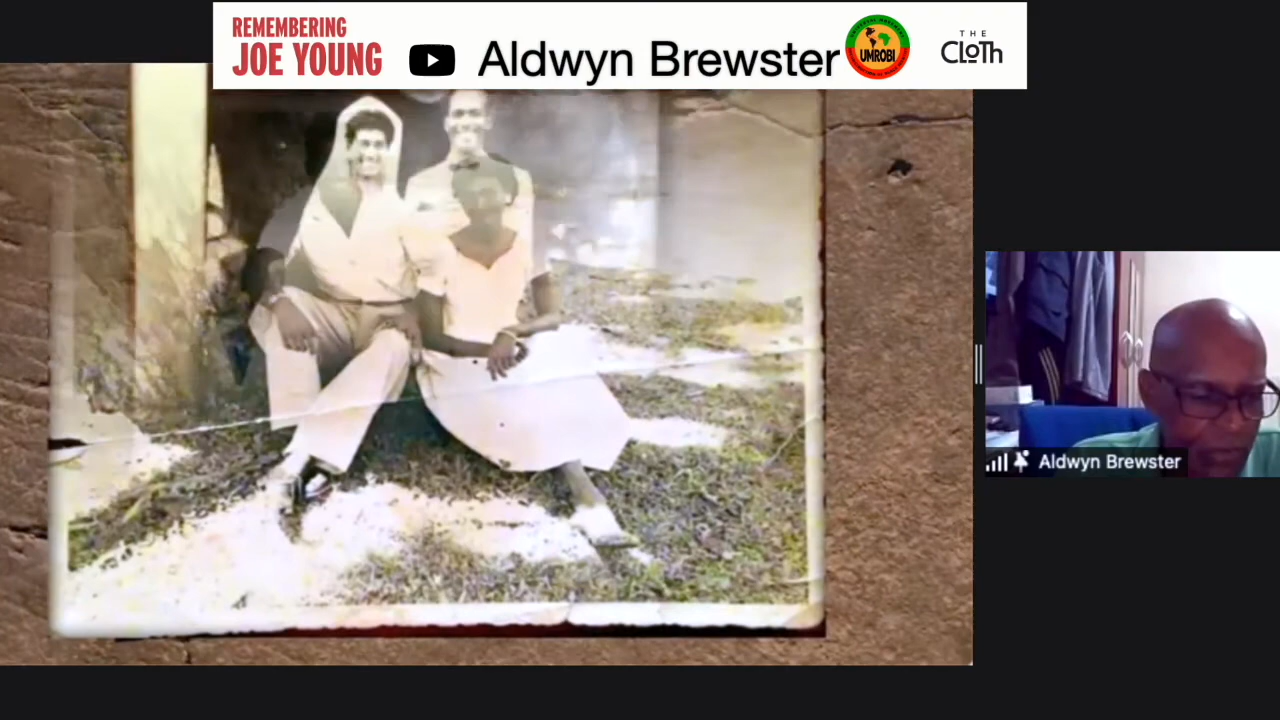 REMEMBERING
JOE YOUNG
Aldwyn Brewster
UMROBI
THE
CLOTH
Aldwyn Brewster